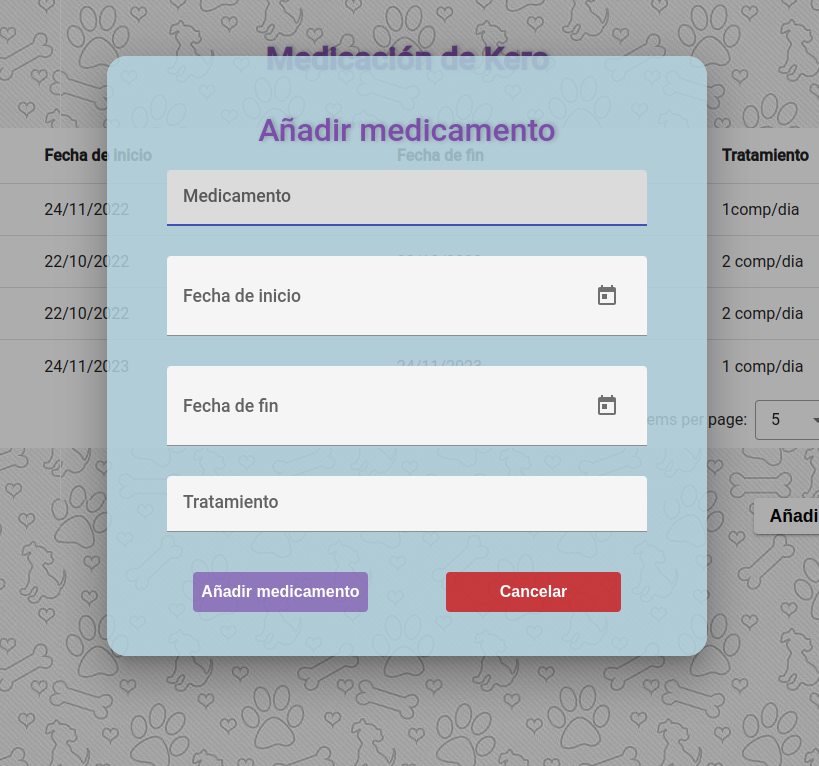 Medicación de Kero
Añadir medicamento
Fecha de inicio Fecha de fin Tratamiento
Medicamento
24/11/2022 1comp/dia
22/10/2022 2 comp/dia
Fecha de inicio
22/10/2022 2 comp/dia
24/11/2023 24/11/2023 1 comp/dia
Fecha de fin
ems per page: 5
Tratamiento
Añadi
Añadir medicamento Cancelar